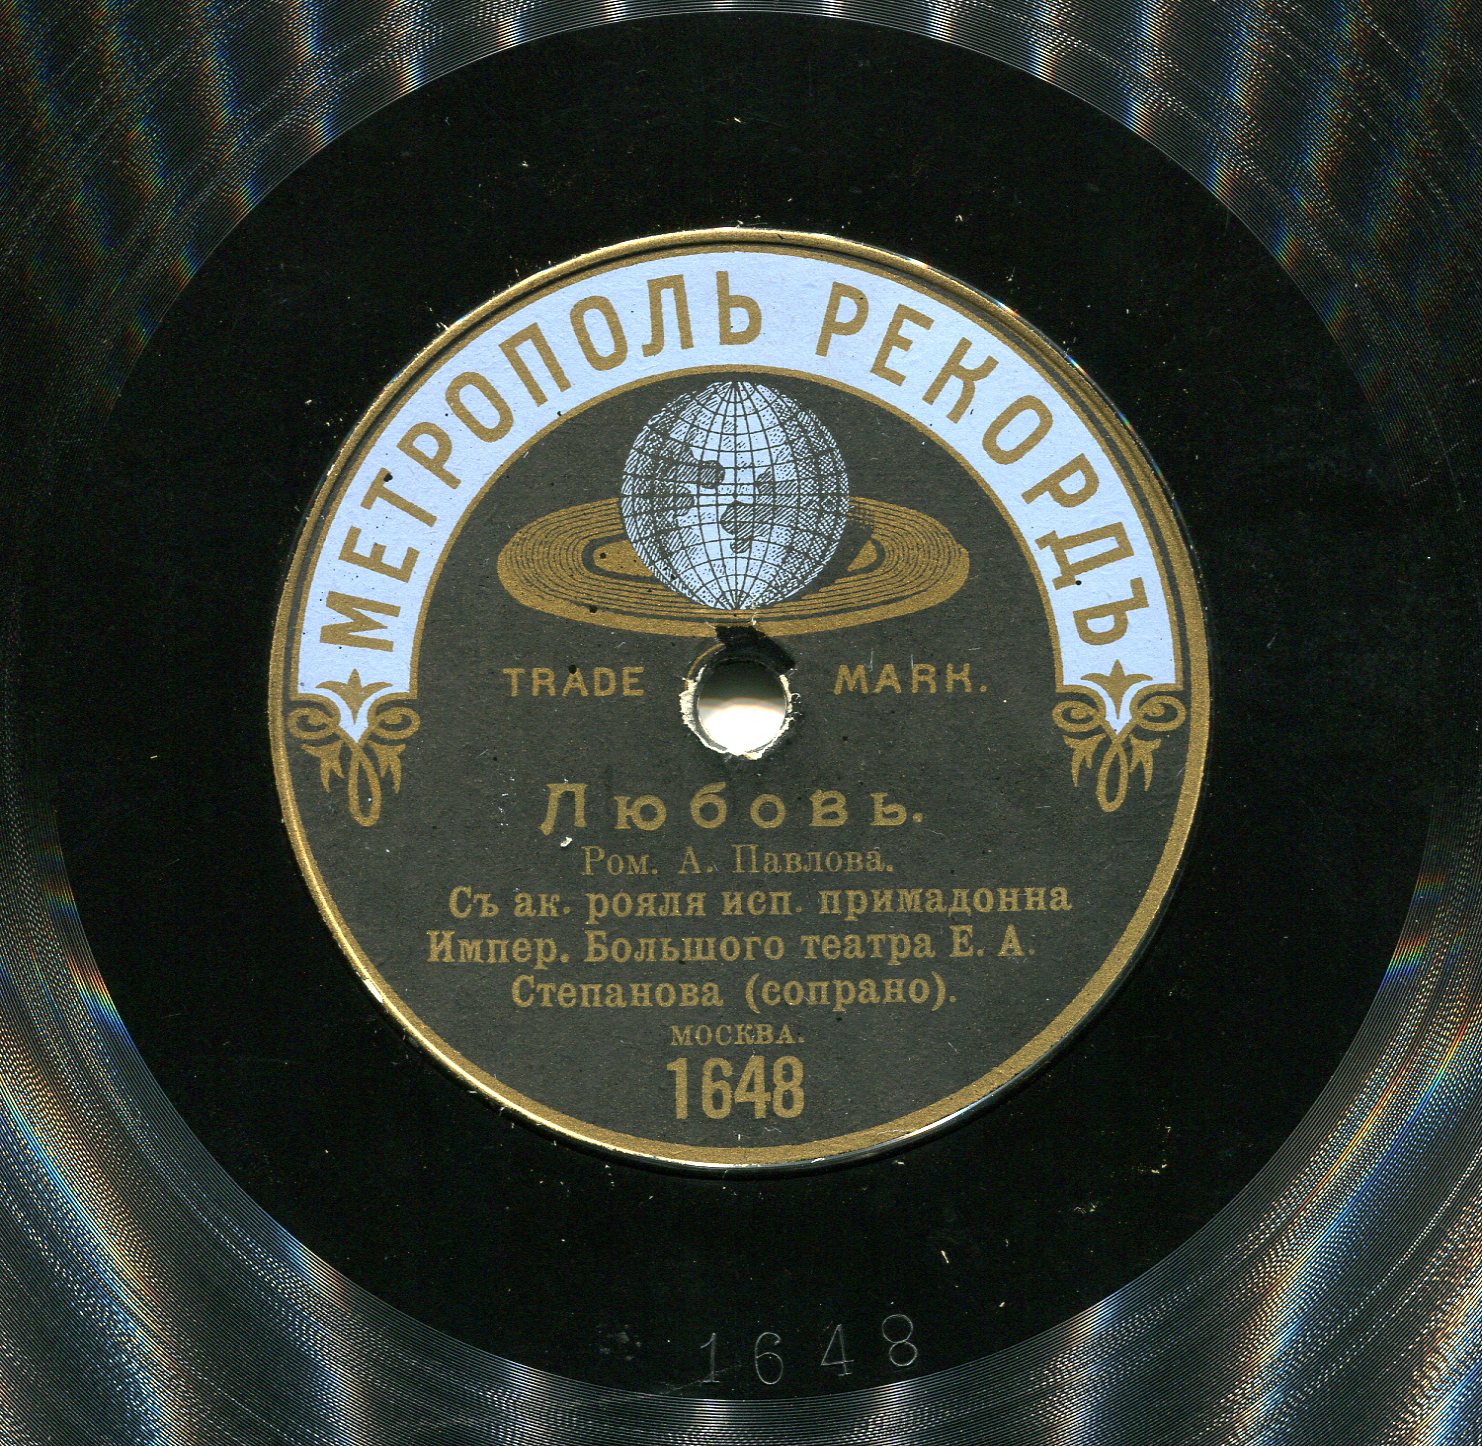 МЕТРОПОЛЬ РЕКОРДЪ
TRADE MARK.
Любовь.
Ром. А. Павлова.
Съ ак. рояля исп. примадонна
Импер. Большого театра Е. А.
Степанова (сопрано).
МОСКВА.
1648
1648